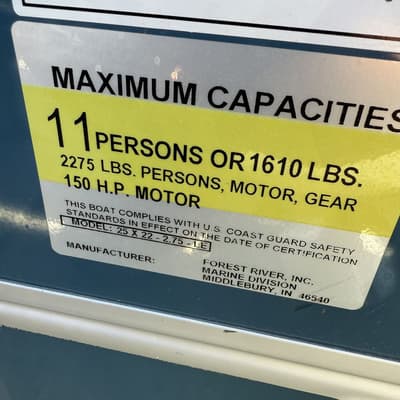 MAXIMUM CAPACITIES
11 PERSONS OR 1610 LBS.
2275 LBS. PERSONS, MOTOR, GEAR
150 H.P. MOTOR
THIS BOAT COMPLIES WITH U.S. COAST GUARD SAFETY
STANDARDS IN EFFECT ON THE DATE OF CERTIFICATION
MODEL: 25 X 22 - 2.75 - LE
MANUFACTURER: FOREST RIVER, INC.
MARINE DIVISION
MIDDLEBURY, IN 46540